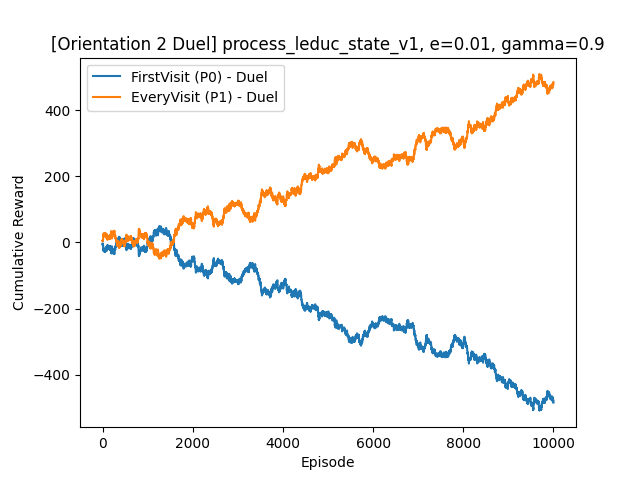 [Orientation 2 Duel] process_leduc_state_v1, e=0.01, gamma=0.9
FirstVisit (P0) - Duel
EveryVisit (P1) - Duel
Cumulative Reward
400
200
0
−200
−400
0
2000
4000
6000
8000
10000
Episode